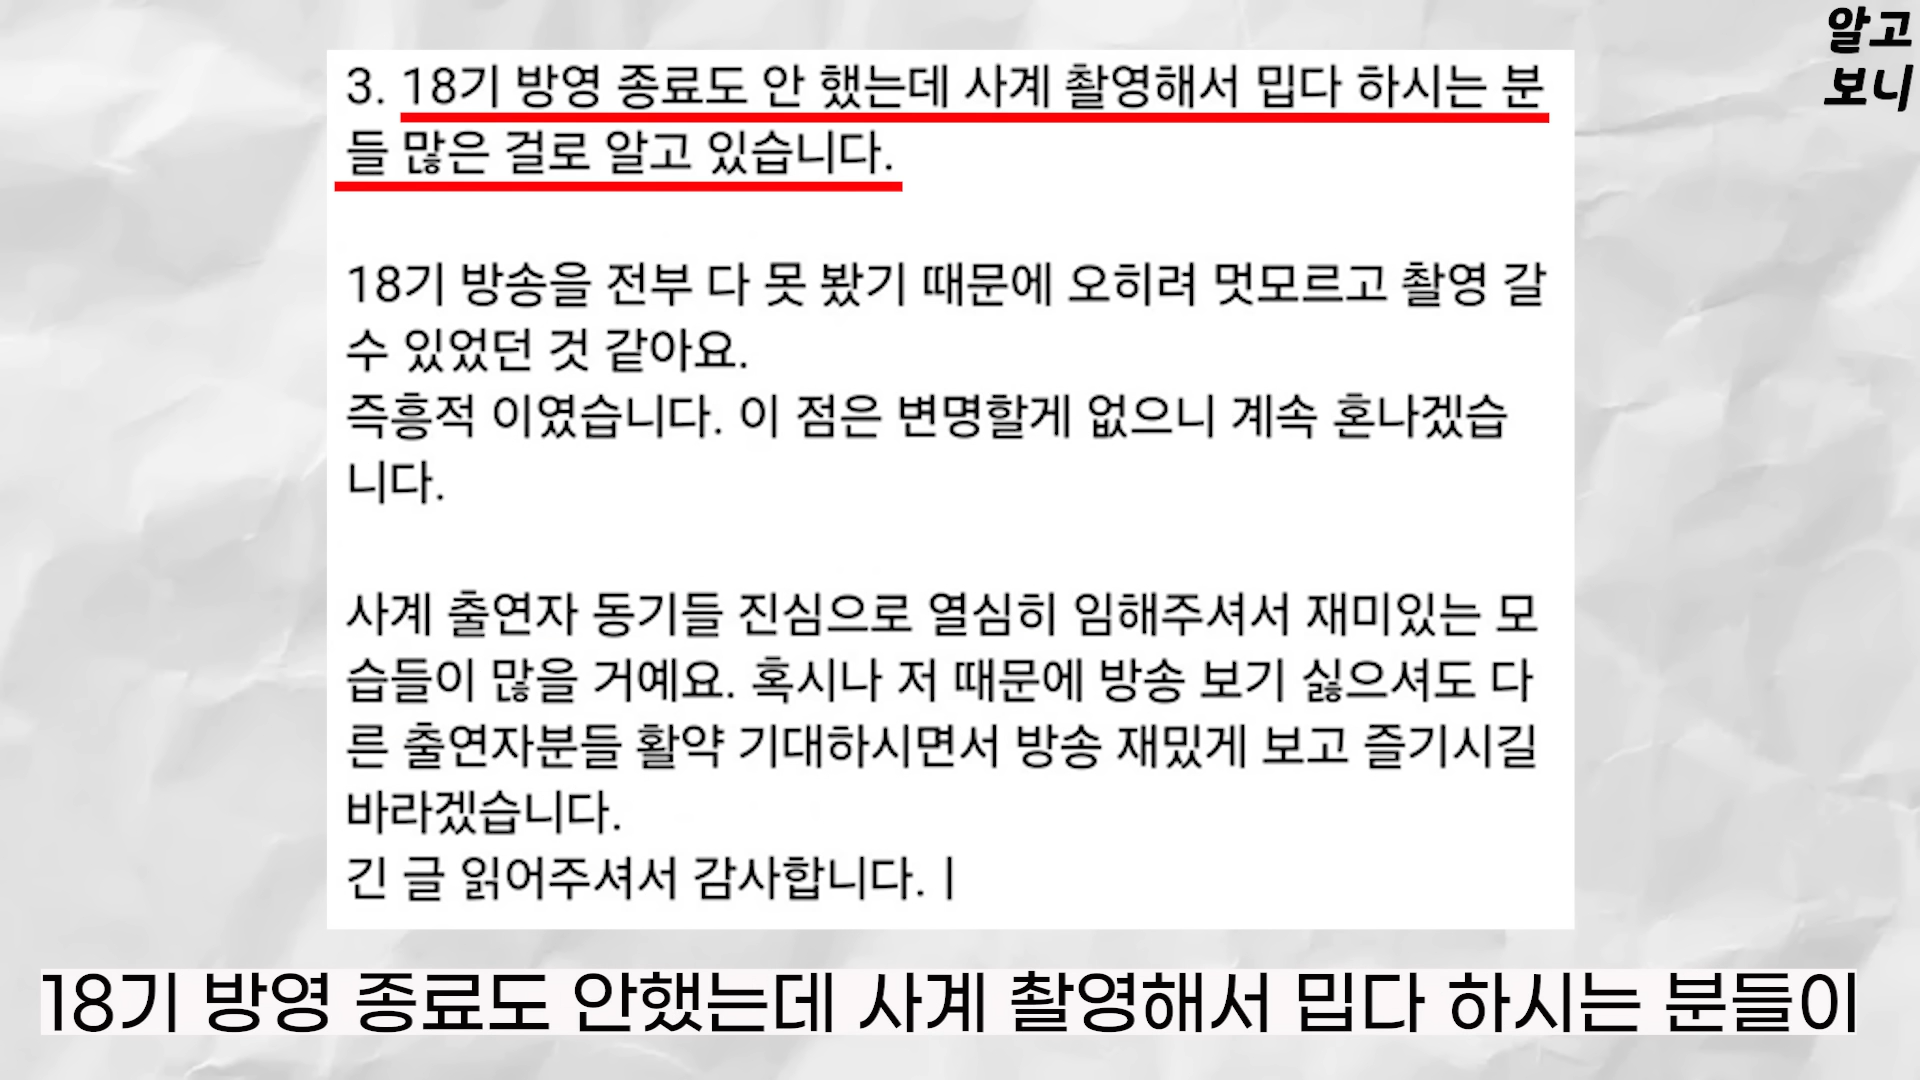 알고
보니
3. 18기 방영 종료도 안 했는데 사계 촬영해서 밉다 하시는 분
들 많은 걸로 알고 있습니다.
18기 방송을 전부 다 못 봤기 때문에 오히려 멋모르고 촬영 갈
수 있었던 것 같아요.
즉흥적 이였습니다. 이 점은 변명할게 없으니 계속 혼나겠습
니다.
사계 출연자 동기들 진심으로 열심히 임해주셔서 재미있는 모
습들이 많을 거예요. 혹시나 저 때문에 방송 보기 싫으셔도 다
른 출연자분들 활약 기대하시면서 방송 재밌게 보고 즐기시길
바라겠습니다.
긴 글 읽어주셔서 감사합니다. |
18기 방영 종료도 안했는데 사계 촬영해서 밉다 하시는 분들이